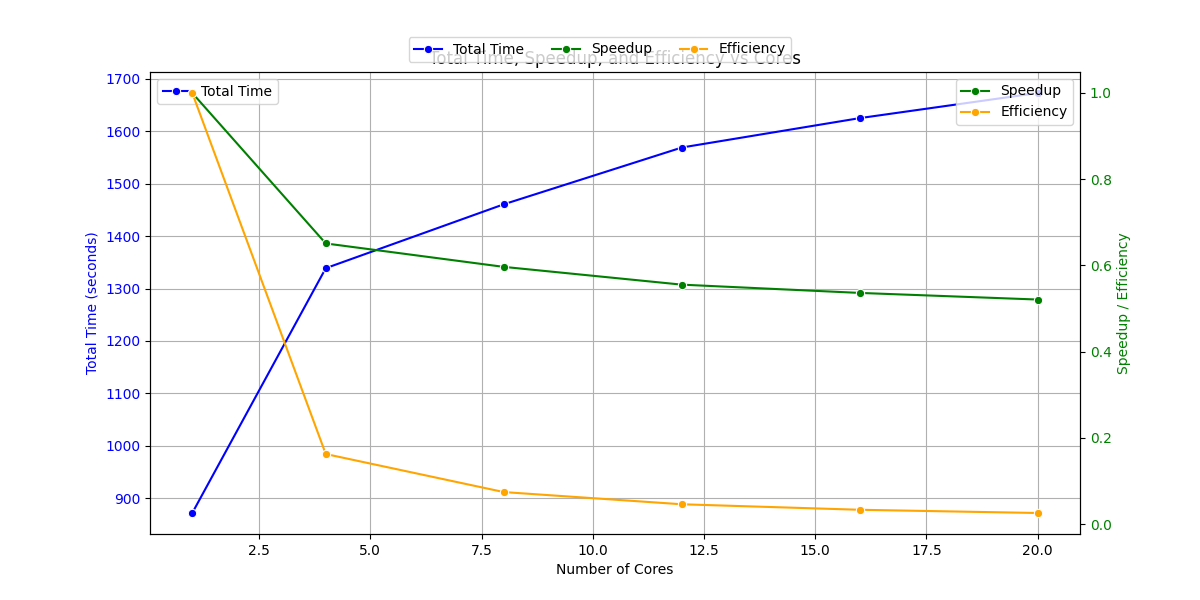 Total Time Speedup Efficiency
Total Time, Speedup, and Efficiency vs Cores
Total Time
Speedup
Efficiency
1700
1600
1500
1400
1300
1200
1100
1000
900
Total Time (seconds)
1.0
0.8
0.6
0.4
0.2
0.0
Speedup / Efficiency
2.5 5.0 7.5 10.0 12.5 15.0 17.5 20.0
Number of Cores